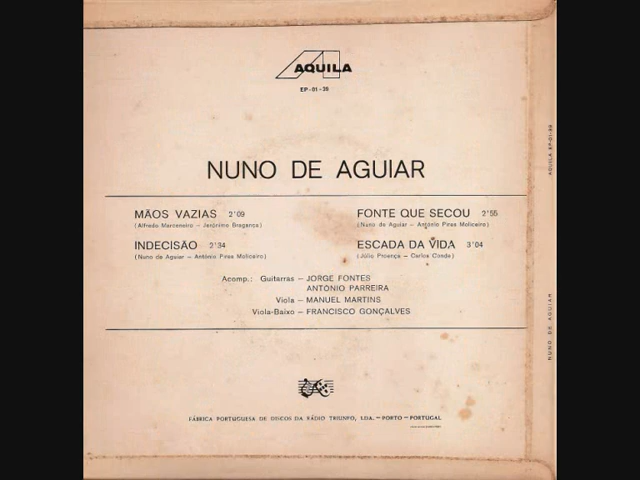 AQUILA
EP-01-39
NUNO DE AGUIAR
MÃOS VAZIAS 2'09
(Alfredo Marceneiro – Jerónimo Bragança)
INDECISÃO 2'34
(Nuno de Aguiar – António Pires Moliceiro)
FONTE QUE SECOU 2'55
(Nuno de Aguiar – António Pires Moliceiro)
ESCADA DA VIDA 3'04
(Júlio Proença – Carlos Conde)
Acomp.: Guitarras – JORGE FONTES
ANTONIO PARREIRA
Viola – MANUEL MARTINS
Viola-Baixo – FRANCISCO GONÇALVES
FÁBRICA PORTUGUESA DE DISCOS DA RÁDIO TRIUNFO, LDA. – PORTO – PORTUGAL
AQUILA EP-01-39
NUNO DE AGUIAR